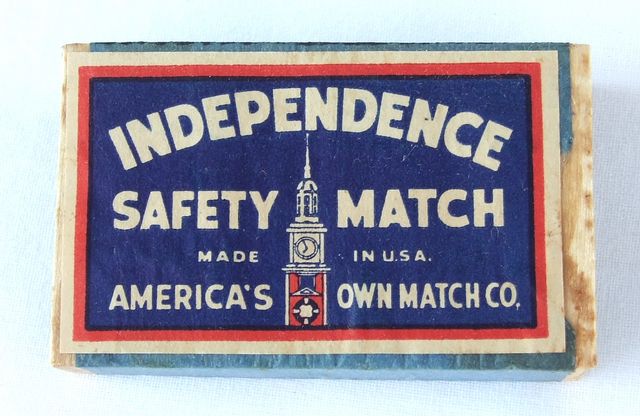 INDEPENDENCE
SAFETY MATCH
MADE IN U.S.A.
AMERICA'S OWN MATCH CO.